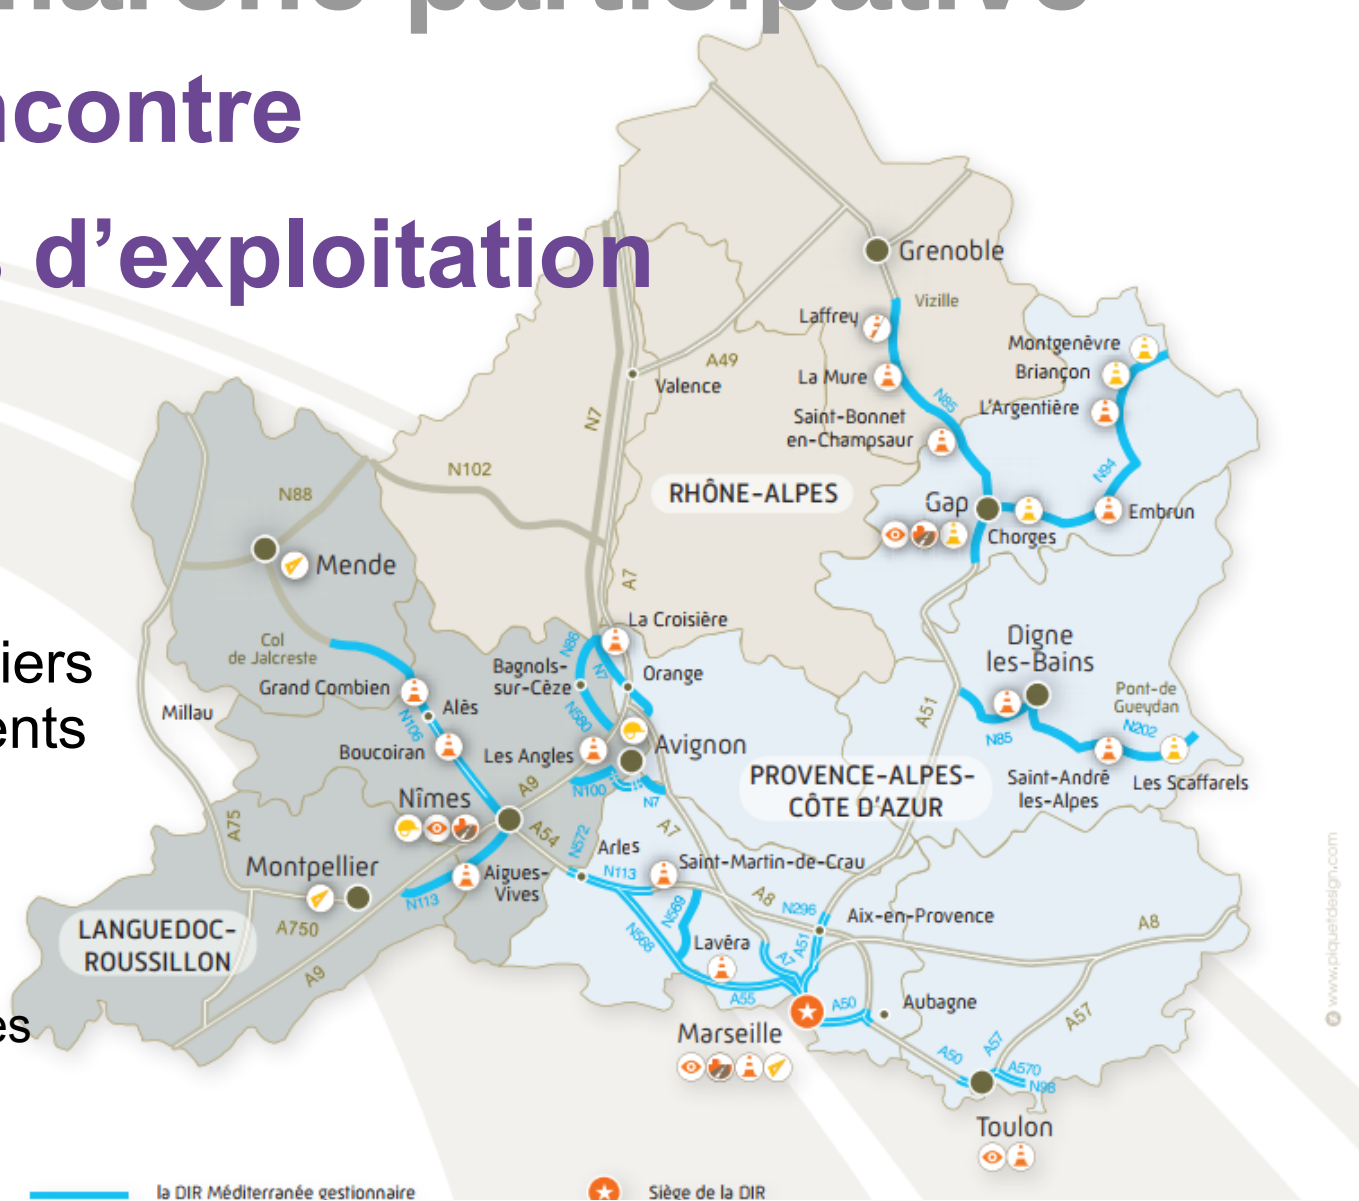 marche participative
ncontre
s d’exploitation
iers
ents
es
Grenoble
Vizille
Laffrey
La Mure
N85
Saint-Bonnet
en-Champsaur
Montgenèvre
Briançon
L'Argentière
N94
Embrun
Gap
Chorges
A49
Valence
N7
N102
RHÔNE-ALPES
N88
Mende
A7
Col
de Jalcreste
Grand Combien
Alès
N106
Boucoiran
Millau
La Croisière
N86
N7
Bagnols-
sur-Cèze
Orange
N580
Les Angles
Avignon
N100
N7
A9
Nîmes
A54
N572
A7
Digne
les-Bains
Pont-de
Gueydan
N202
A51
N85
Saint-André
les-Alpes
Les Scaffarels
PROVENCE-ALPES-
CÔTE D'AZUR
A75
Montpellier
A750
A9
N113
Aigues-
Vives
LANGUEDOC-
ROUSSILLON
Arles
N113
Saint-Martin-de-Crau
N569
N568
A8
N296
Aix-en-Provence
A8
Lavéra
A7
A51
A55
A50
Aubagne
Marseille
A57
A50
A57
A570
N98
Toulon
www.piquetdesign.com
la DIR Méditerranée gestionnaire
Siège de la DIR